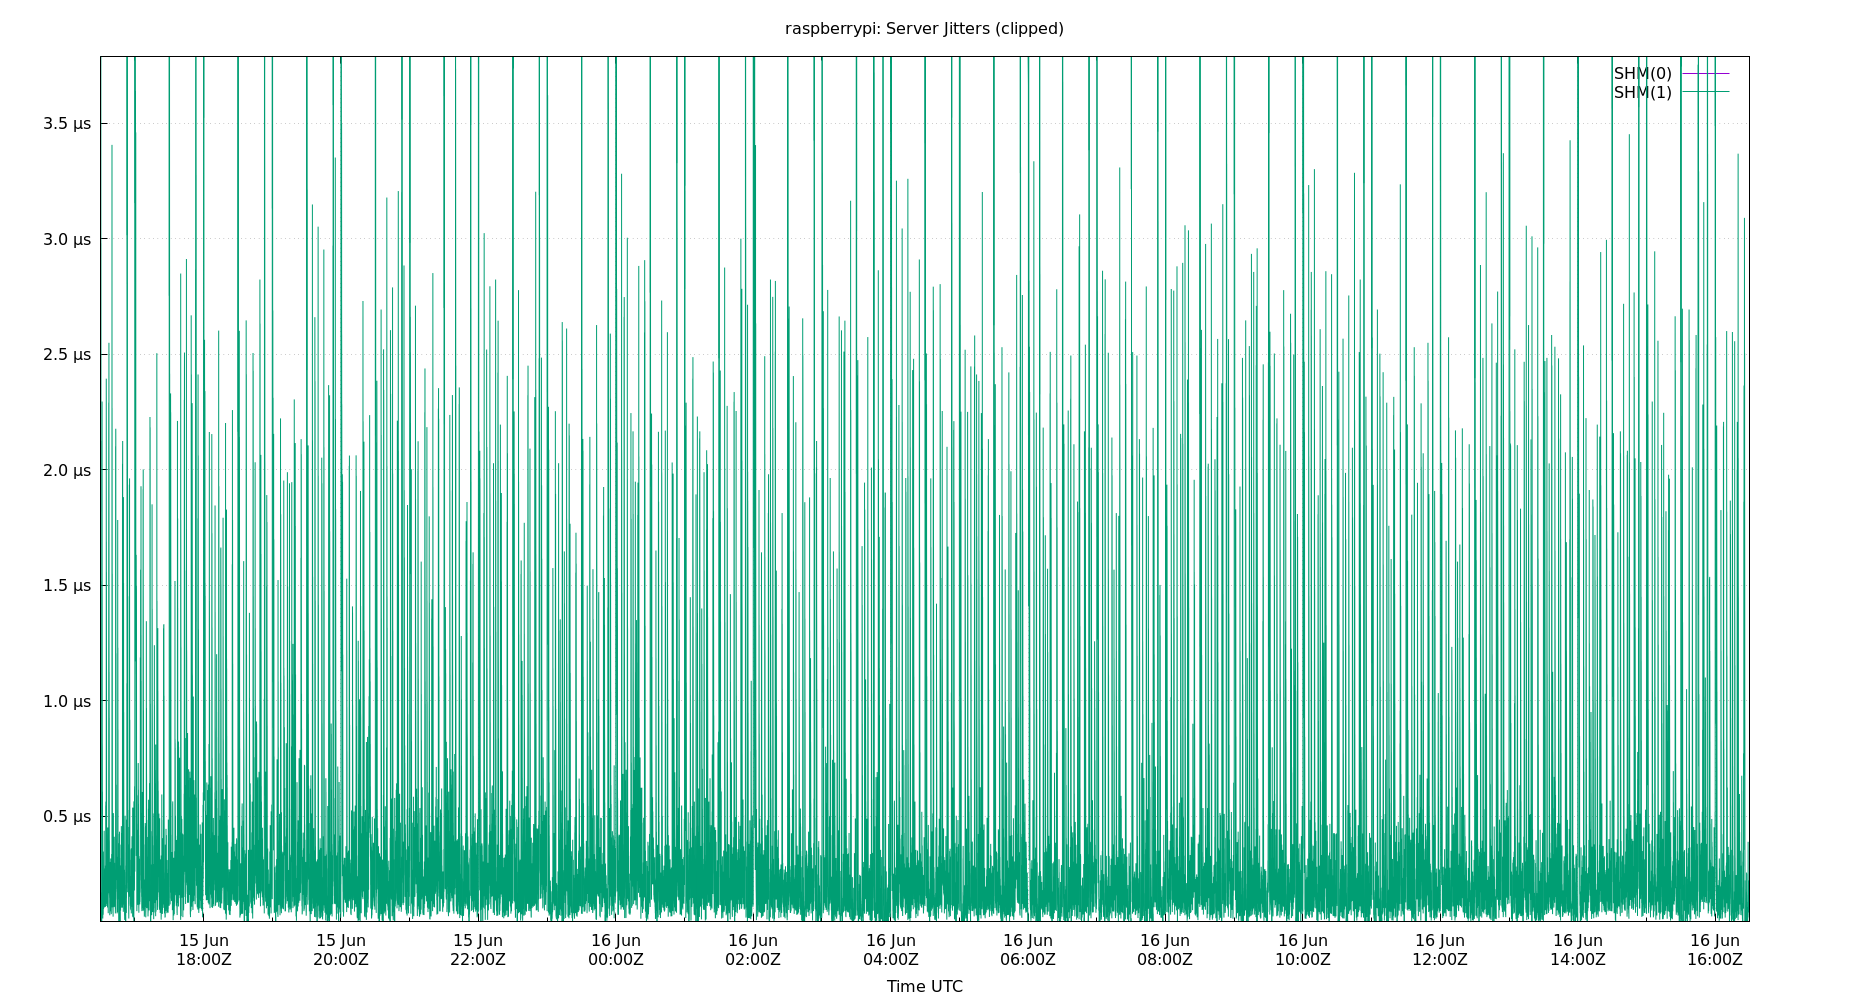 raspberrypi: Server Jitters (clipped)
SHM(0)
SHM(1)
3.5 µs
3.0 µs
2.5 µs
2.0 µs
1.5 µs
1.0 µs
0.5 µs
15 Jun 15 Jun 15 Jun 16 Jun 16 Jun 16 Jun 16 Jun 16 Jun 16 Jun 16 Jun 16 Jun 16 Jun
18:00Z 20:00Z 22:00Z 00:00Z 02:00Z 04:00Z 06:00Z 08:00Z 10:00Z 12:00Z 14:00Z 16:00Z
Time UTC